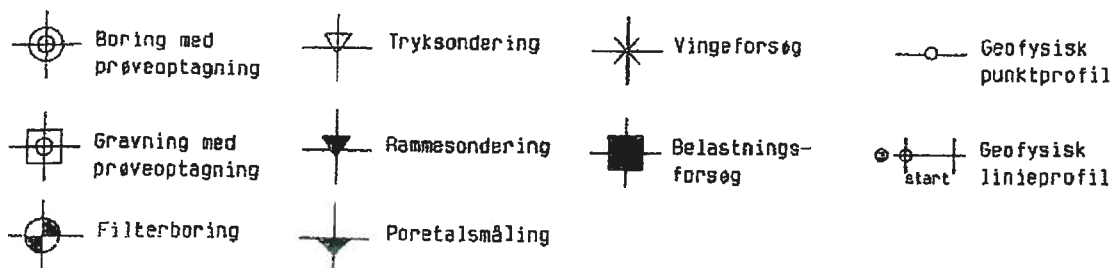 Boring med
prøveoptagning
Tryksondering
Vingeforsøg
Geofysisk
punktprofil
Gravning med
prøveoptagning
Rammesondering
Belastnings-
forsøg
start
Geofysisk
linieprofil
Filterboring
Poretalsmåling